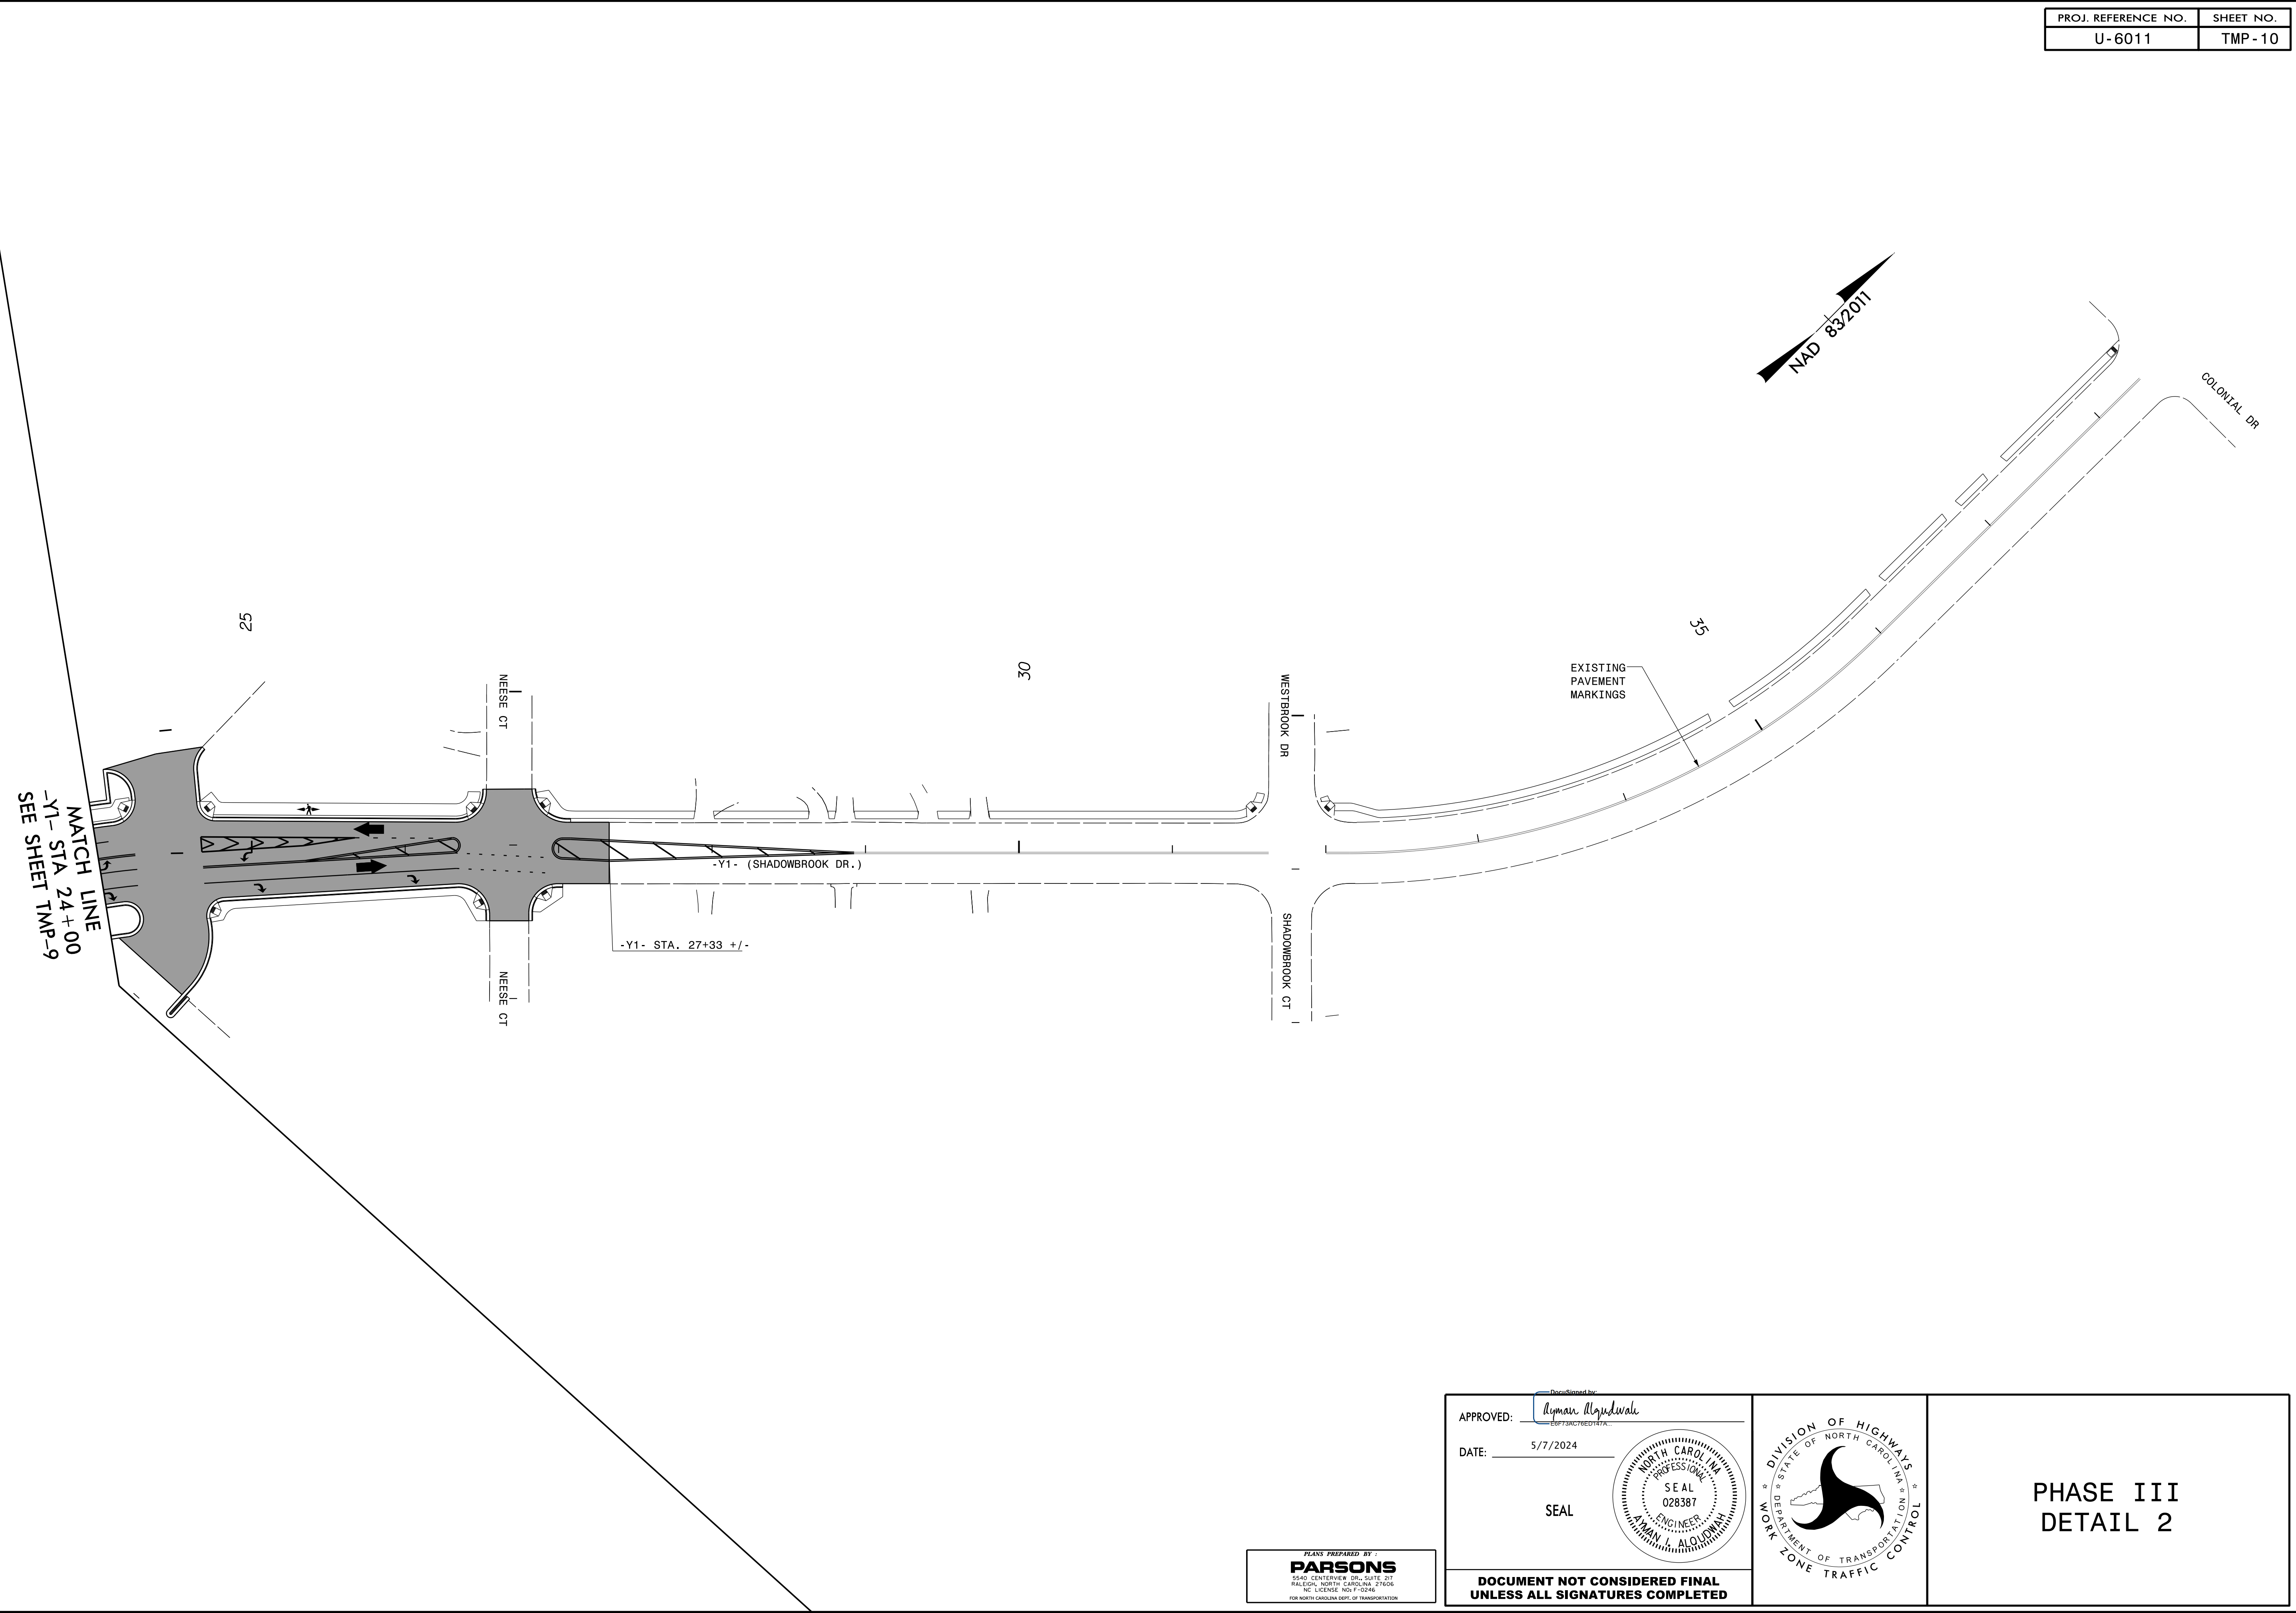 PROJ. REFERENCE NO.
SHEET NO.
U-6011
TMP-10
NAD 83/2011
COLONIAL DR
25
30
35
EXISTING
PAVEMENT
MARKINGS
NEESE CT
WESTBROOK DR
MATCH LINE
-Y1- STA 24+00
SEE SHEET TMP-9
-Y1- (SHADOWBROOK DR.)
-Y1- STA. 27+33 +/-
NEESE CT
SHADOWBROOK CT
PLANS PREPARED BY :
PARSONS
5540 CENTERVIEW DR., SUITE 217
RALEIGH, NORTH CAROLINA 27606
NC LICENSE NO: F-0246
FOR NORTH CAROLINA DEPT. OF TRANSPORTATION
DocuSigned by:
APPROVED: Ayman Alqudwah
E6F73AC76ED147A...
DATE: 5/7/2024
SEAL
NORTH CAROLINA
PROFESSIONAL
SEAL
028387
ENGINEER
AYMAN I. ALQUDWAH
DOCUMENT NOT CONSIDERED FINAL
UNLESS ALL SIGNATURES COMPLETED
DIVISION OF HIGHWAYS
STATE OF NORTH CAROLINA
DEPARTMENT OF TRANSPORTATION
WORK ZONE TRAFFIC CONTROL
PHASE III
DETAIL 2